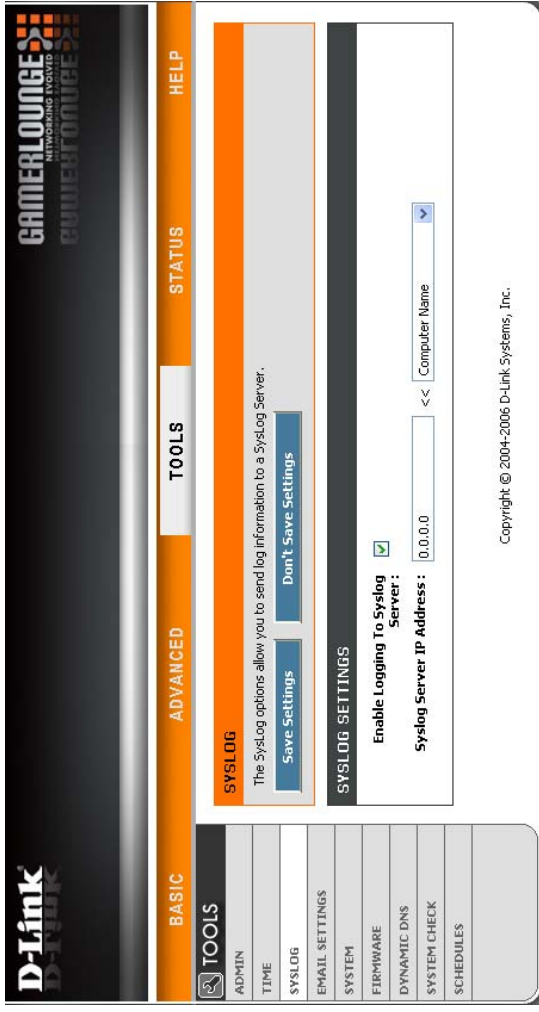 D-Link
GAMERLOUNGE
NETWORKING EVOLVED
BASIC
ADVANCED
TOOLS
STATUS
HELP
TOOLS
ADMIN
TIME
SYSLOG
EMAIL SETTINGS
SYSTEM
FIRMWARE
DYNAMIC DNS
SYSTEM CHECK
SCHEDULES
SYSLOG
The SysLog options allow you to send log information to a SysLog Server.
Save Settings
Don't Save Settings
SYSLOG SETTINGS
Enable Logging To Syslog
Server :
Syslog Server IP Address : 0.0.0.0 << Computer Name
Copyright © 2004-2006 D-Link Systems, Inc.